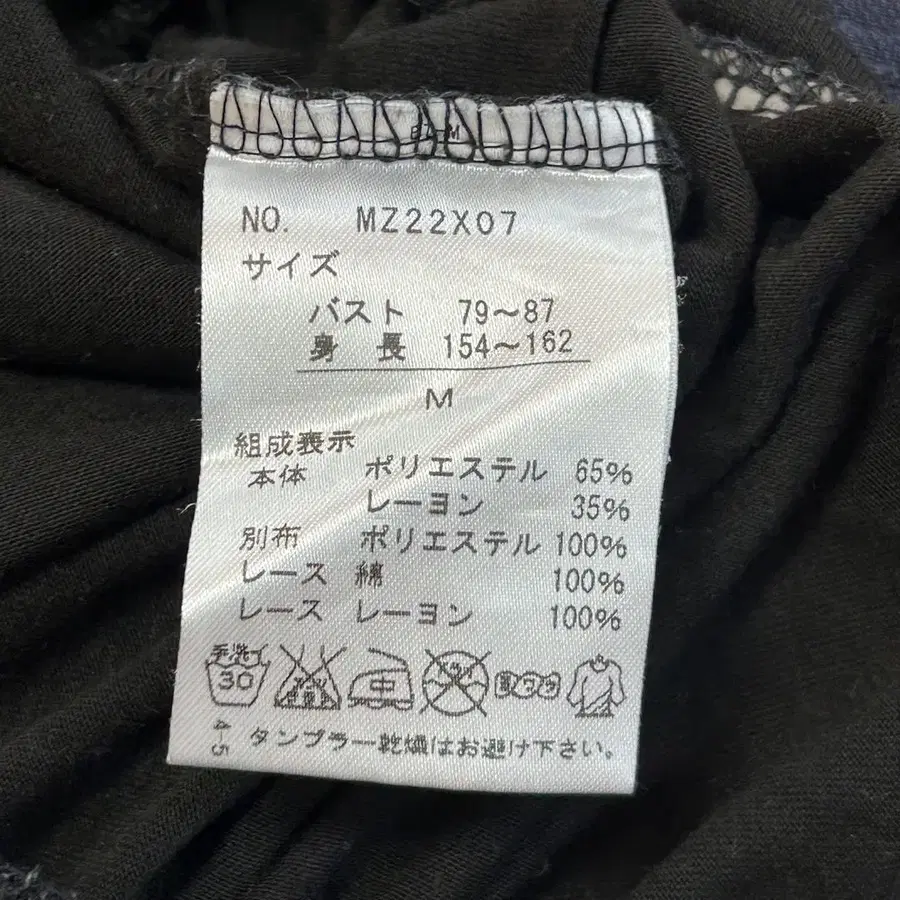 NO. MZ22X07
サイズ
バスト 79〜87
身長 154〜162
M
組成表示
本体 ポリエステル 65%
レーヨン 35%
別布 ポリエステル 100%
レース 綿 100%
レース レーヨン 100%
手洗イ 30 中
4-5
タンブラー乾燥はお避け下さい。